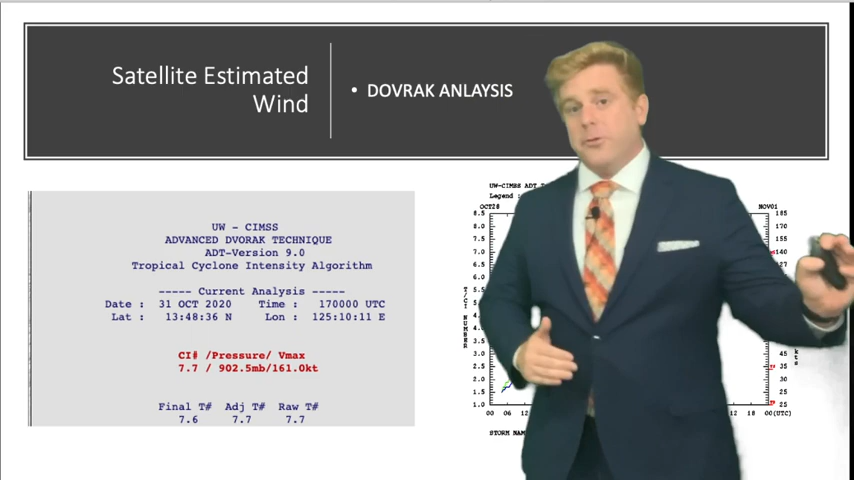 Satellite Estimated
Wind
• DOVRAK ANLAYSIS
UW - CIMSS
ADVANCED DVORAK TECHNIQUE
ADT-Version 9.0
Tropical Cyclone Intensity Algorithm
----- Current Analysis -----
Date : 31 OCT 2020 Time : 170000 UTC
Lat : 13:48:36 N Lon : 125:10:11 E
CI# /Pressure/ Vmax
7.7 / 902.5mb/161.0kt
Final T# Adj T# Raw T#
7.6 7.7 7.7
UW-CIMSS ADT
Legend :
OCT28 NOV01
8.5 185
8.0 170
7.5 155
7.0 140
6.5 127
6.0
5.5
5.0
4.5
T/CI NUMBER
3.5
3.0 45
2.5 35
2.0 30
1.5 25
1.0
00 06 12 12 18 00(UTC)
STORM NAM